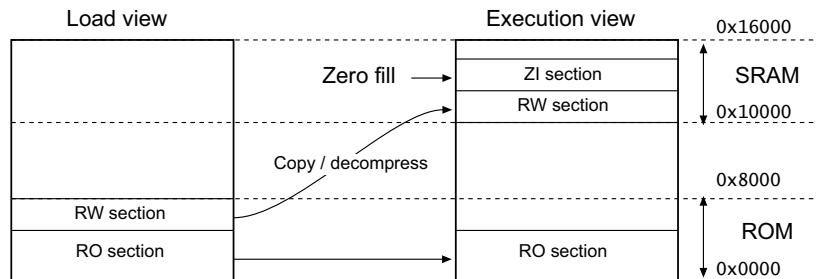 Load view
Execution view
0x16000
Zero fill
ZI section
SRAM
RW section
0x10000
Copy / decompress
0x8000
RW section
RO section
RO section
ROM
0x0000